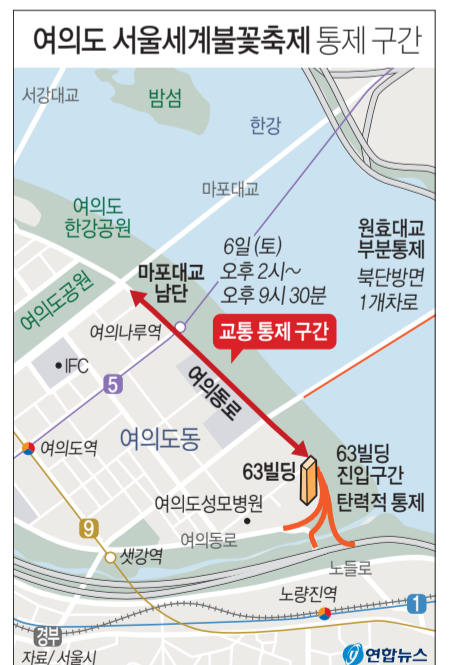 여의도 서울세계불꽃축제 통제 구간
서강대교
밤섬
한강
마포대교
여의도
한강공원
원효대교
부분통제
북단방면
1개차로
6일 (토)
오후 2시~
오후 9시 30분
마포대교
남단
여의도공원
여의나루역
교통 통제 구간
IFC
5
여의동로
여의도역
여의도동
63빌딩
63빌딩
진입구간
탄력적 통제
여의도성모병원
9
여의동로
샛강역
노들로
노량진역
1
경부
자료/ 서울시
연합뉴스